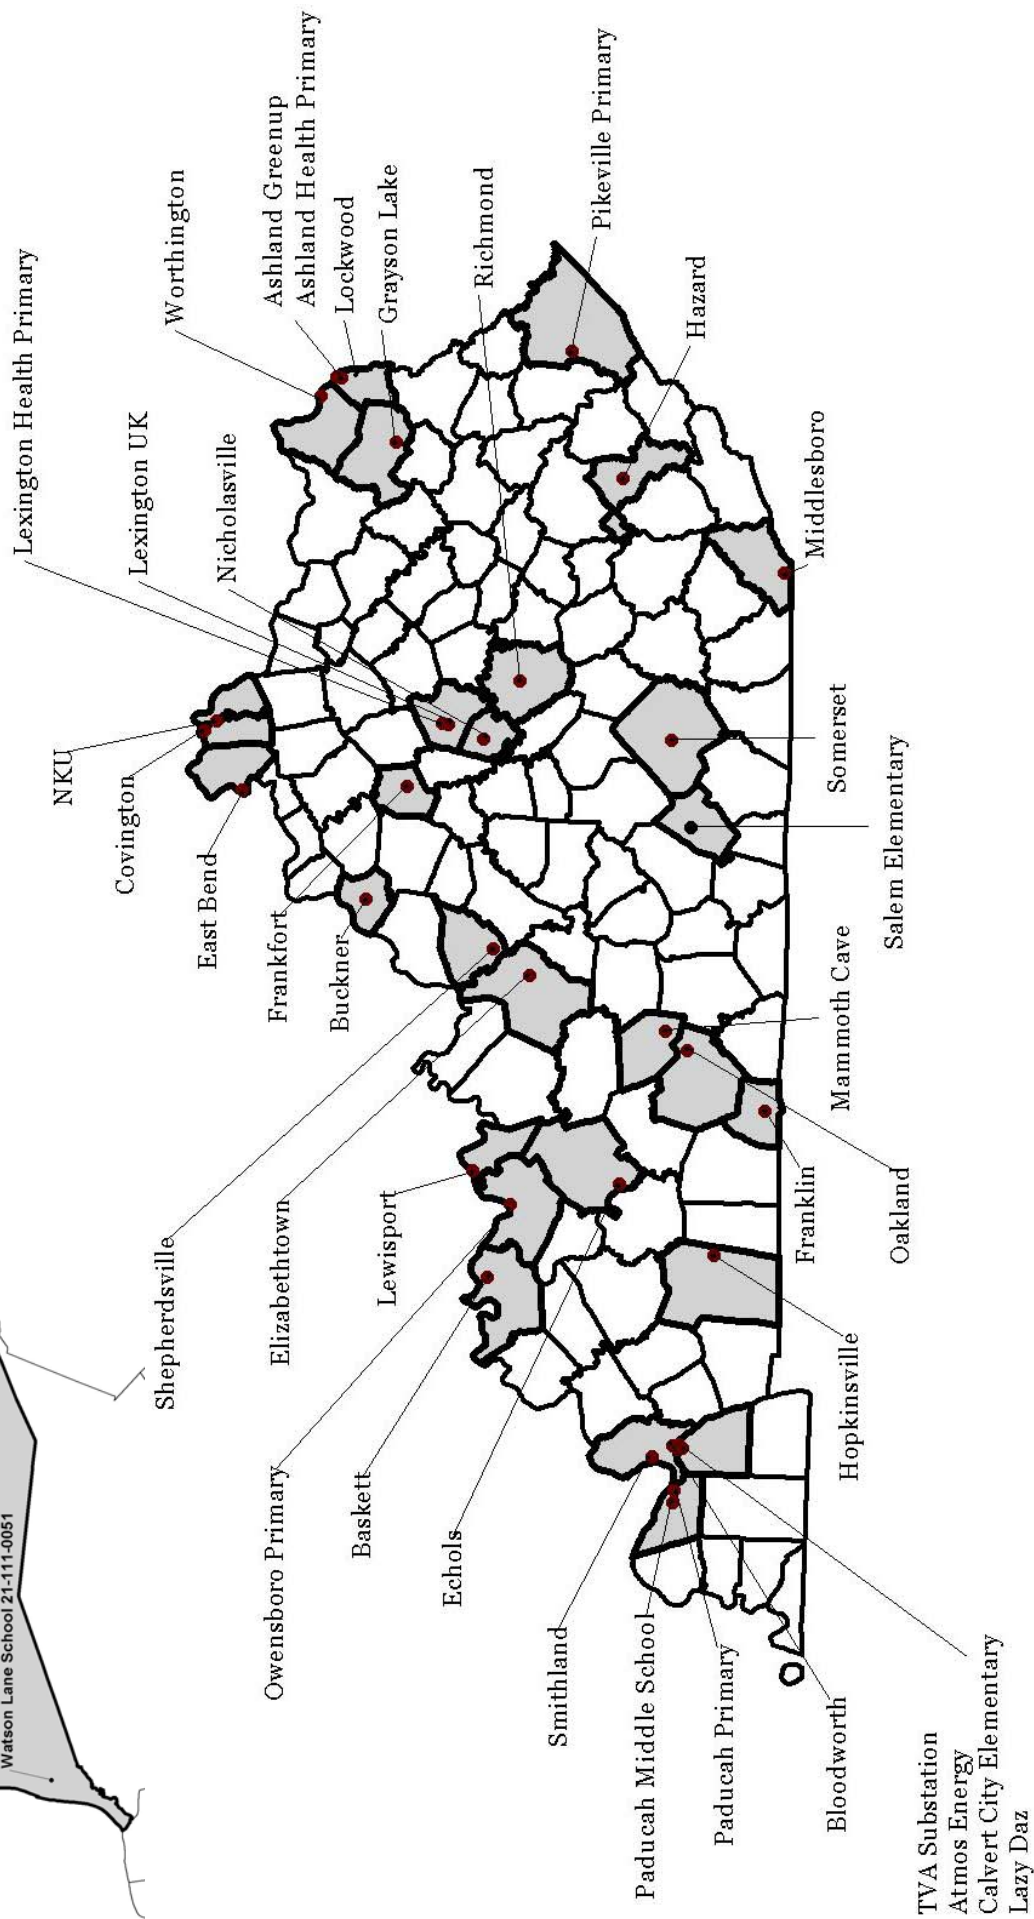 Watson Lane School 21-111-0051
Lexington Health Primary
NKU
Lexington UK
Covington
Worthington
Nicholasville
East Bend
Ashland Greenup
Ashland Health Primary
Frankfort
Lockwood
Buckner
Grayson Lake
Shepherdsville
Richmond
Elizabethtown
Pikeville Primary
Lewisport
Hazard
Owensboro Primary
Middlesboro
Baskett
Somerset
Echols
Salem Elementary
Smithland
Mammoth Cave
Paducah Middle School
Franklin
Paducah Primary
Oakland
Bloodworth
Hopkinsville
TVA Substation
Atmos Energy
Calvert City Elementary
Lazy Daz